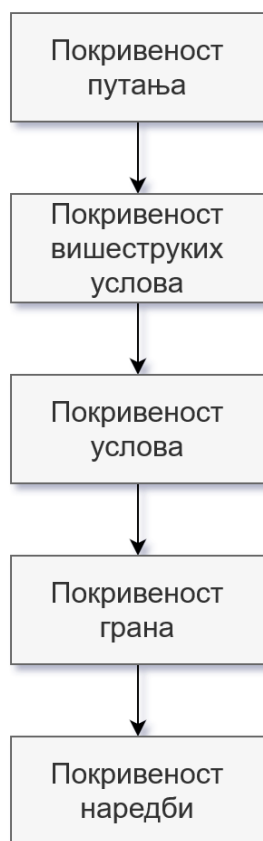 Покривеност
путања
Покривеност
вишеструких
услова
Покривеност
услова
Покривеност
грана
Покривеност
наредби